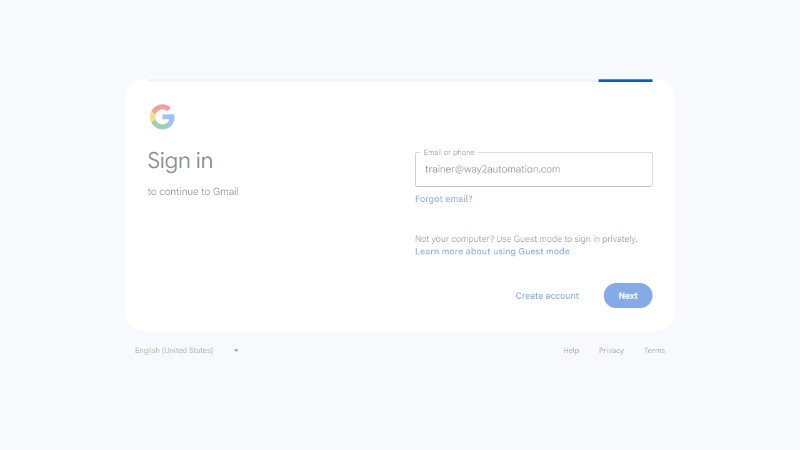 Sign in
to continue to Gmail
Email or phone
trainer@way2automation.com
Forgot email?
Not your computer? Use Guest mode to sign in privately.
Learn more about using Guest mode
Create account
Next
English (United States)
Help
Privacy
Terms